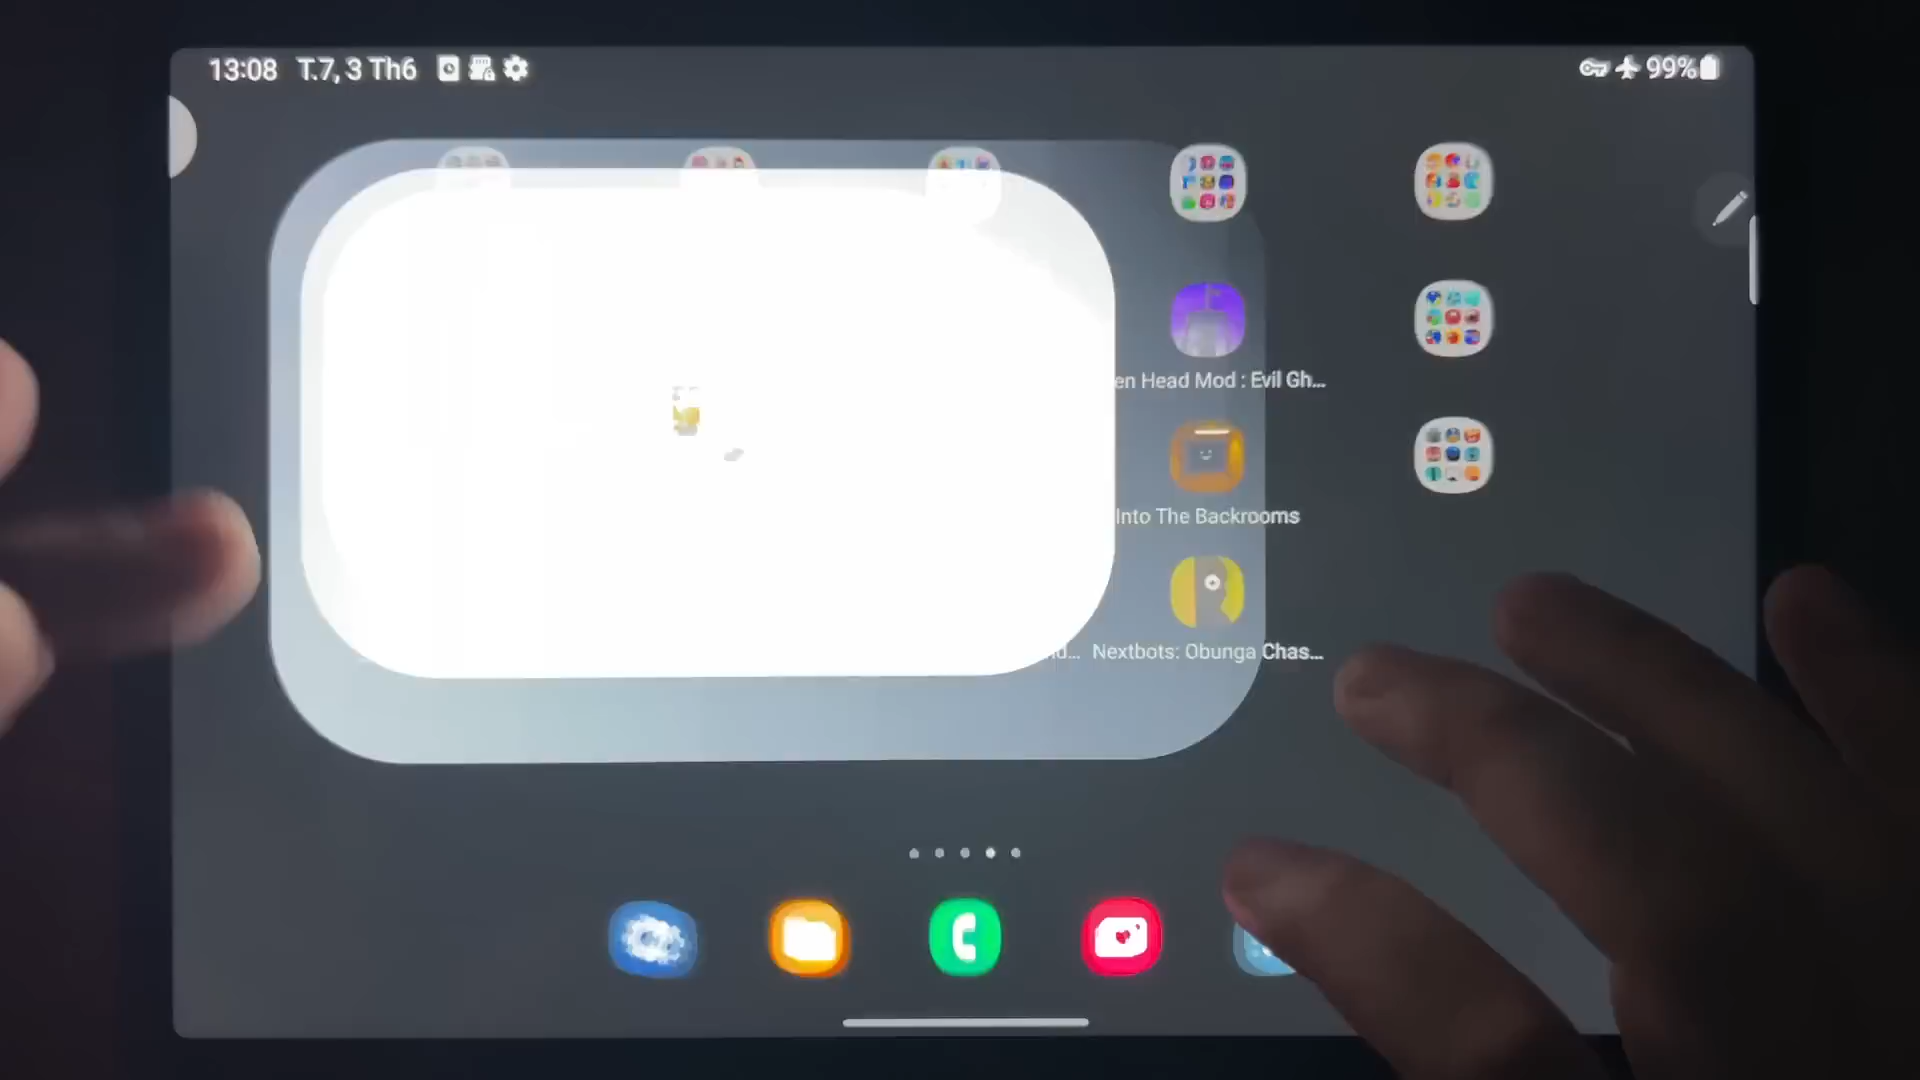 13:08 T.7, 3 Th6
99%
en Head Mod : Evil Gh...
Into The Backrooms
Nextbots: Obunga Chas...